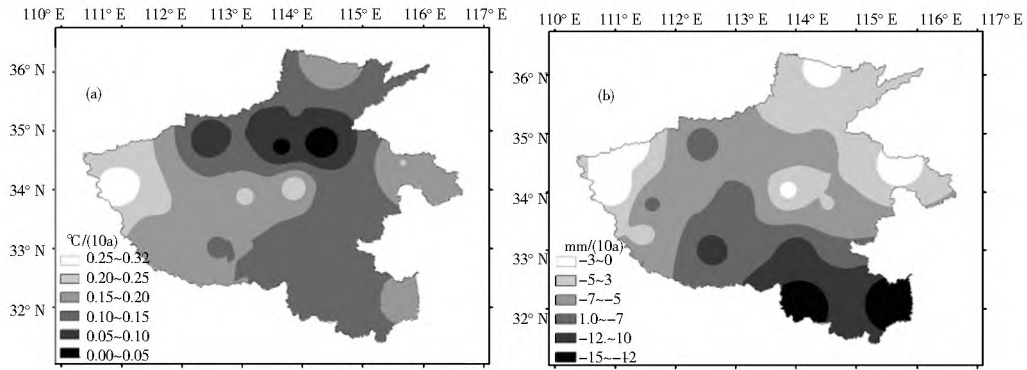 110° E 111° E 112° E 113° E 114° E 115° E 116° E 117° E
36° N
(a)
35° N
34° N
33° N
32° N
℃/(10a)
0.25~0.32
0.20~0.25
0.15~0.20
0.10~0.15
0.05~0.10
0.00~0.05
110° E 111° E 112° E 113° E 114° E 115° E 116° E 117° E
36° N
(b)
35° N
34° N
33° N
32° N
mm/(10a)
−3~0
−5~3
−7~−5
1.0~−7
−12.~10
−15~−12